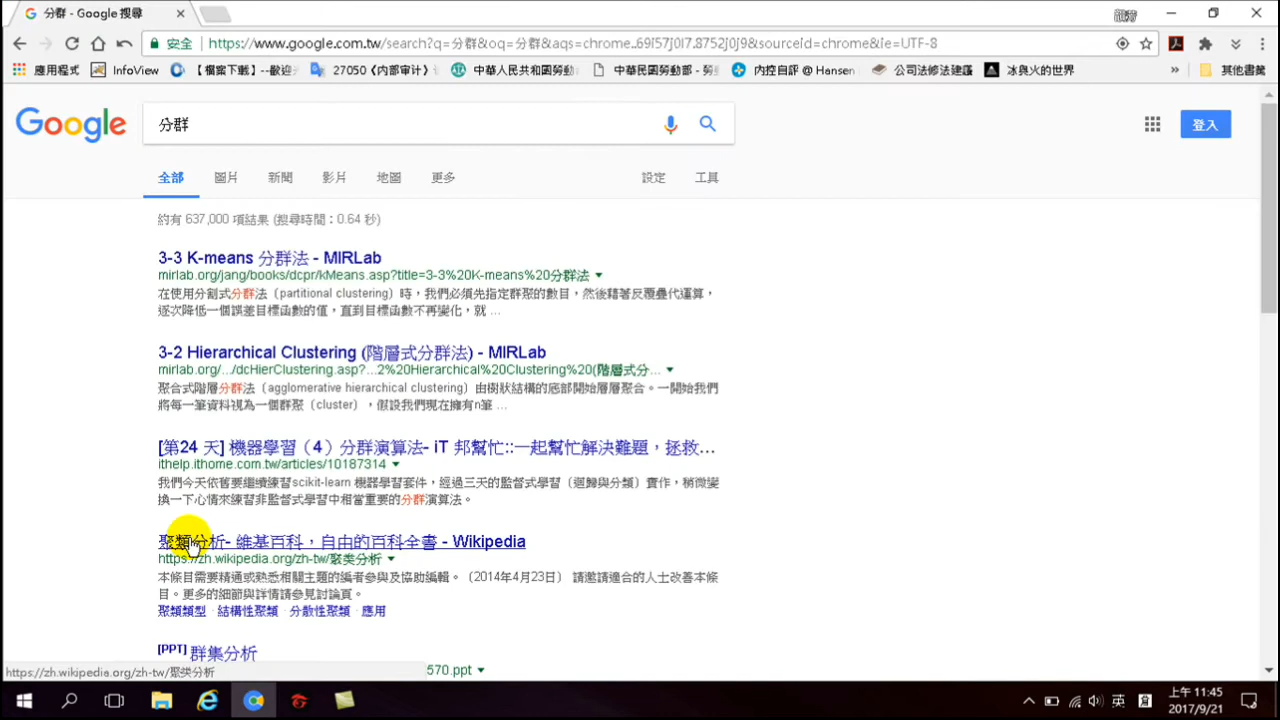 分群 - Google 搜尋
安全 https://www.google.com.tw/search?q=分群&oq=分群&aqs=chrome..69i57j0l7.8752j0j9&sourceid=chrome&ie=UTF-8
應用程式 InfoView 【檔案下載】--歡迎 27050《内部审计》 中華人民共和國勞動 中華民國勞動部 - 勞 內控自評 @ Hansen 公司法修法建議 冰與火的世界 » 其他書籤
Google 分群 登入
全部 圖片 新聞 影片 地圖 更多 設定 工具
約有 637,000 項結果 (搜尋時間：0.64 秒)
3-3 K-means 分群法 - MIRLab
mirlab.org/jang/books/dcpr/kMeans.asp?title=3-3%20K-means%20分群法
在使用分割式分群法（partitional clustering）時，我們必須先指定群聚的數目，然後藉著反覆疊代運算，
逐次降低一個誤差目標函數的值，直到目標函數不再變化，就 ...
3-2 Hierarchical Clustering (階層式分群法) - MIRLab
mirlab.org/.../dcHierClustering.asp?...2%20Hierarchical%20Clustering%20(階層式分...
聚合式階層分群法（agglomerative hierarchical clustering）由樹狀結構的底部開始層層聚合。一開始我們
將每一筆資料視為一個群聚（cluster），假設我們現在擁有n筆 ...
[第24 天] 機器學習（4）分群演算法- iT 邦幫忙::一起幫忙解決難題，拯救...
ithelp.ithome.com.tw/articles/10187314
我們今天依舊要繼續練習scikit-learn 機器學習套件，經過三天的監督式學習（迴歸與分類）實作，稍微變
換一下心情來練習非監督式學習中相當重要的分群演算法。
聚類分析- 維基百科，自由的百科全書 - Wikipedia
https://zh.wikipedia.org/zh-tw/聚类分析
本條目需要精通或熟悉相關主題的編者參與及協助編輯。（2014年4月23日） 請邀請適合的人士改善本條
目。更多的細節與詳情請參見討論頁。
聚類類型 · 結構性聚類 · 分散性聚類 · 應用
[PPT] 群集分析
https://zh.wikipedia.org/zh-tw/聚类分析 570.ppt
英
上午 11:45
2017/9/21